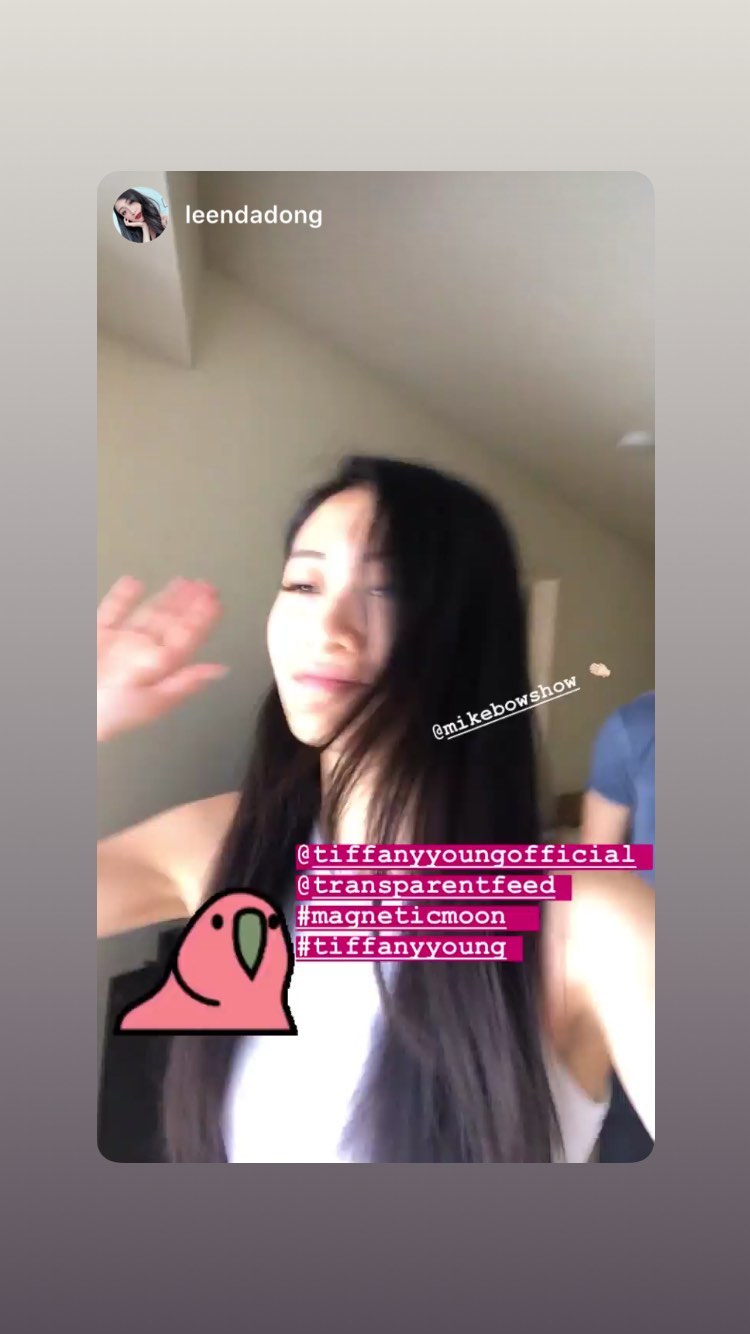 leendadong
@mikebowshow
@tiffanyyoungofficial
@transparentfeed
#magneticmoon
#tiffanyyoung